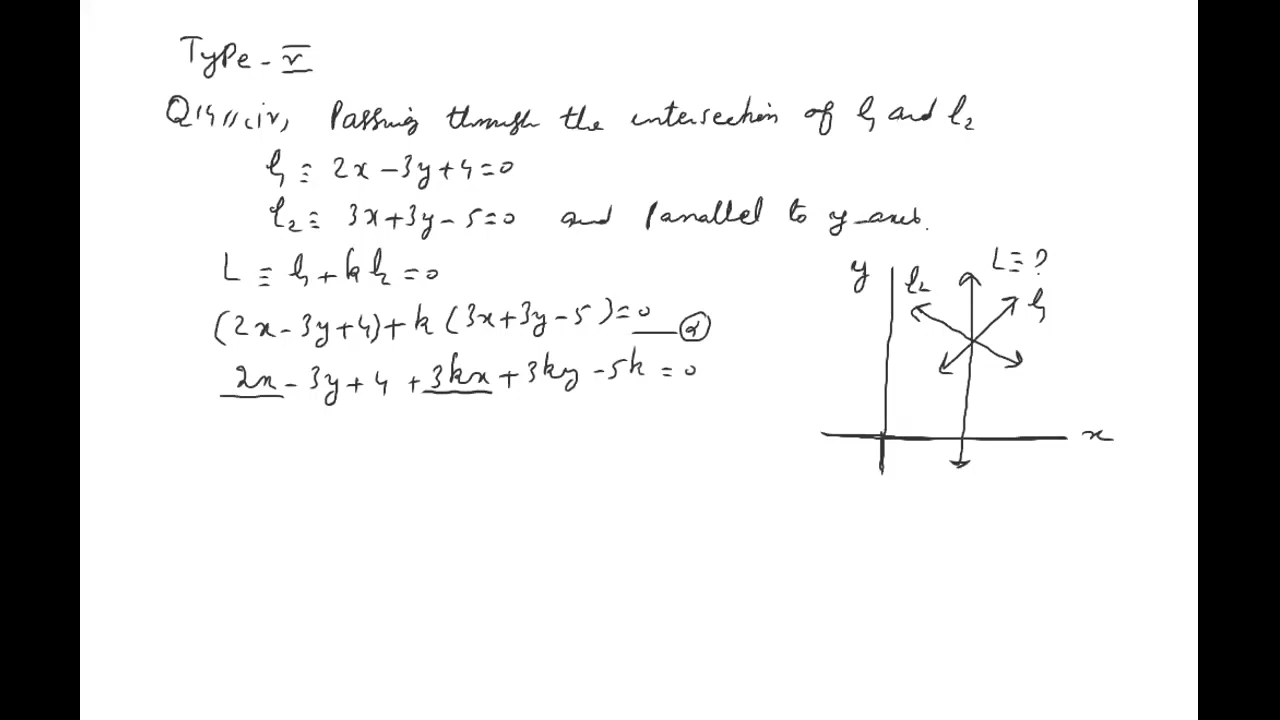 Type - V
Q14 (iv) Passing through the intersection of l1 and l2
l1 ≡ 2x - 3y + 4 = 0
l2 ≡ 3x + 3y - 5 = 0 and parallel to y-axis.
L ≡ l1 + k l2 = 0
(2x - 3y + 4) + k (3x + 3y - 5) = 0 — α
2x - 3y + 4 + 3kx + 3ky - 5k = 0
y l2 L ≡ ?
l1
x